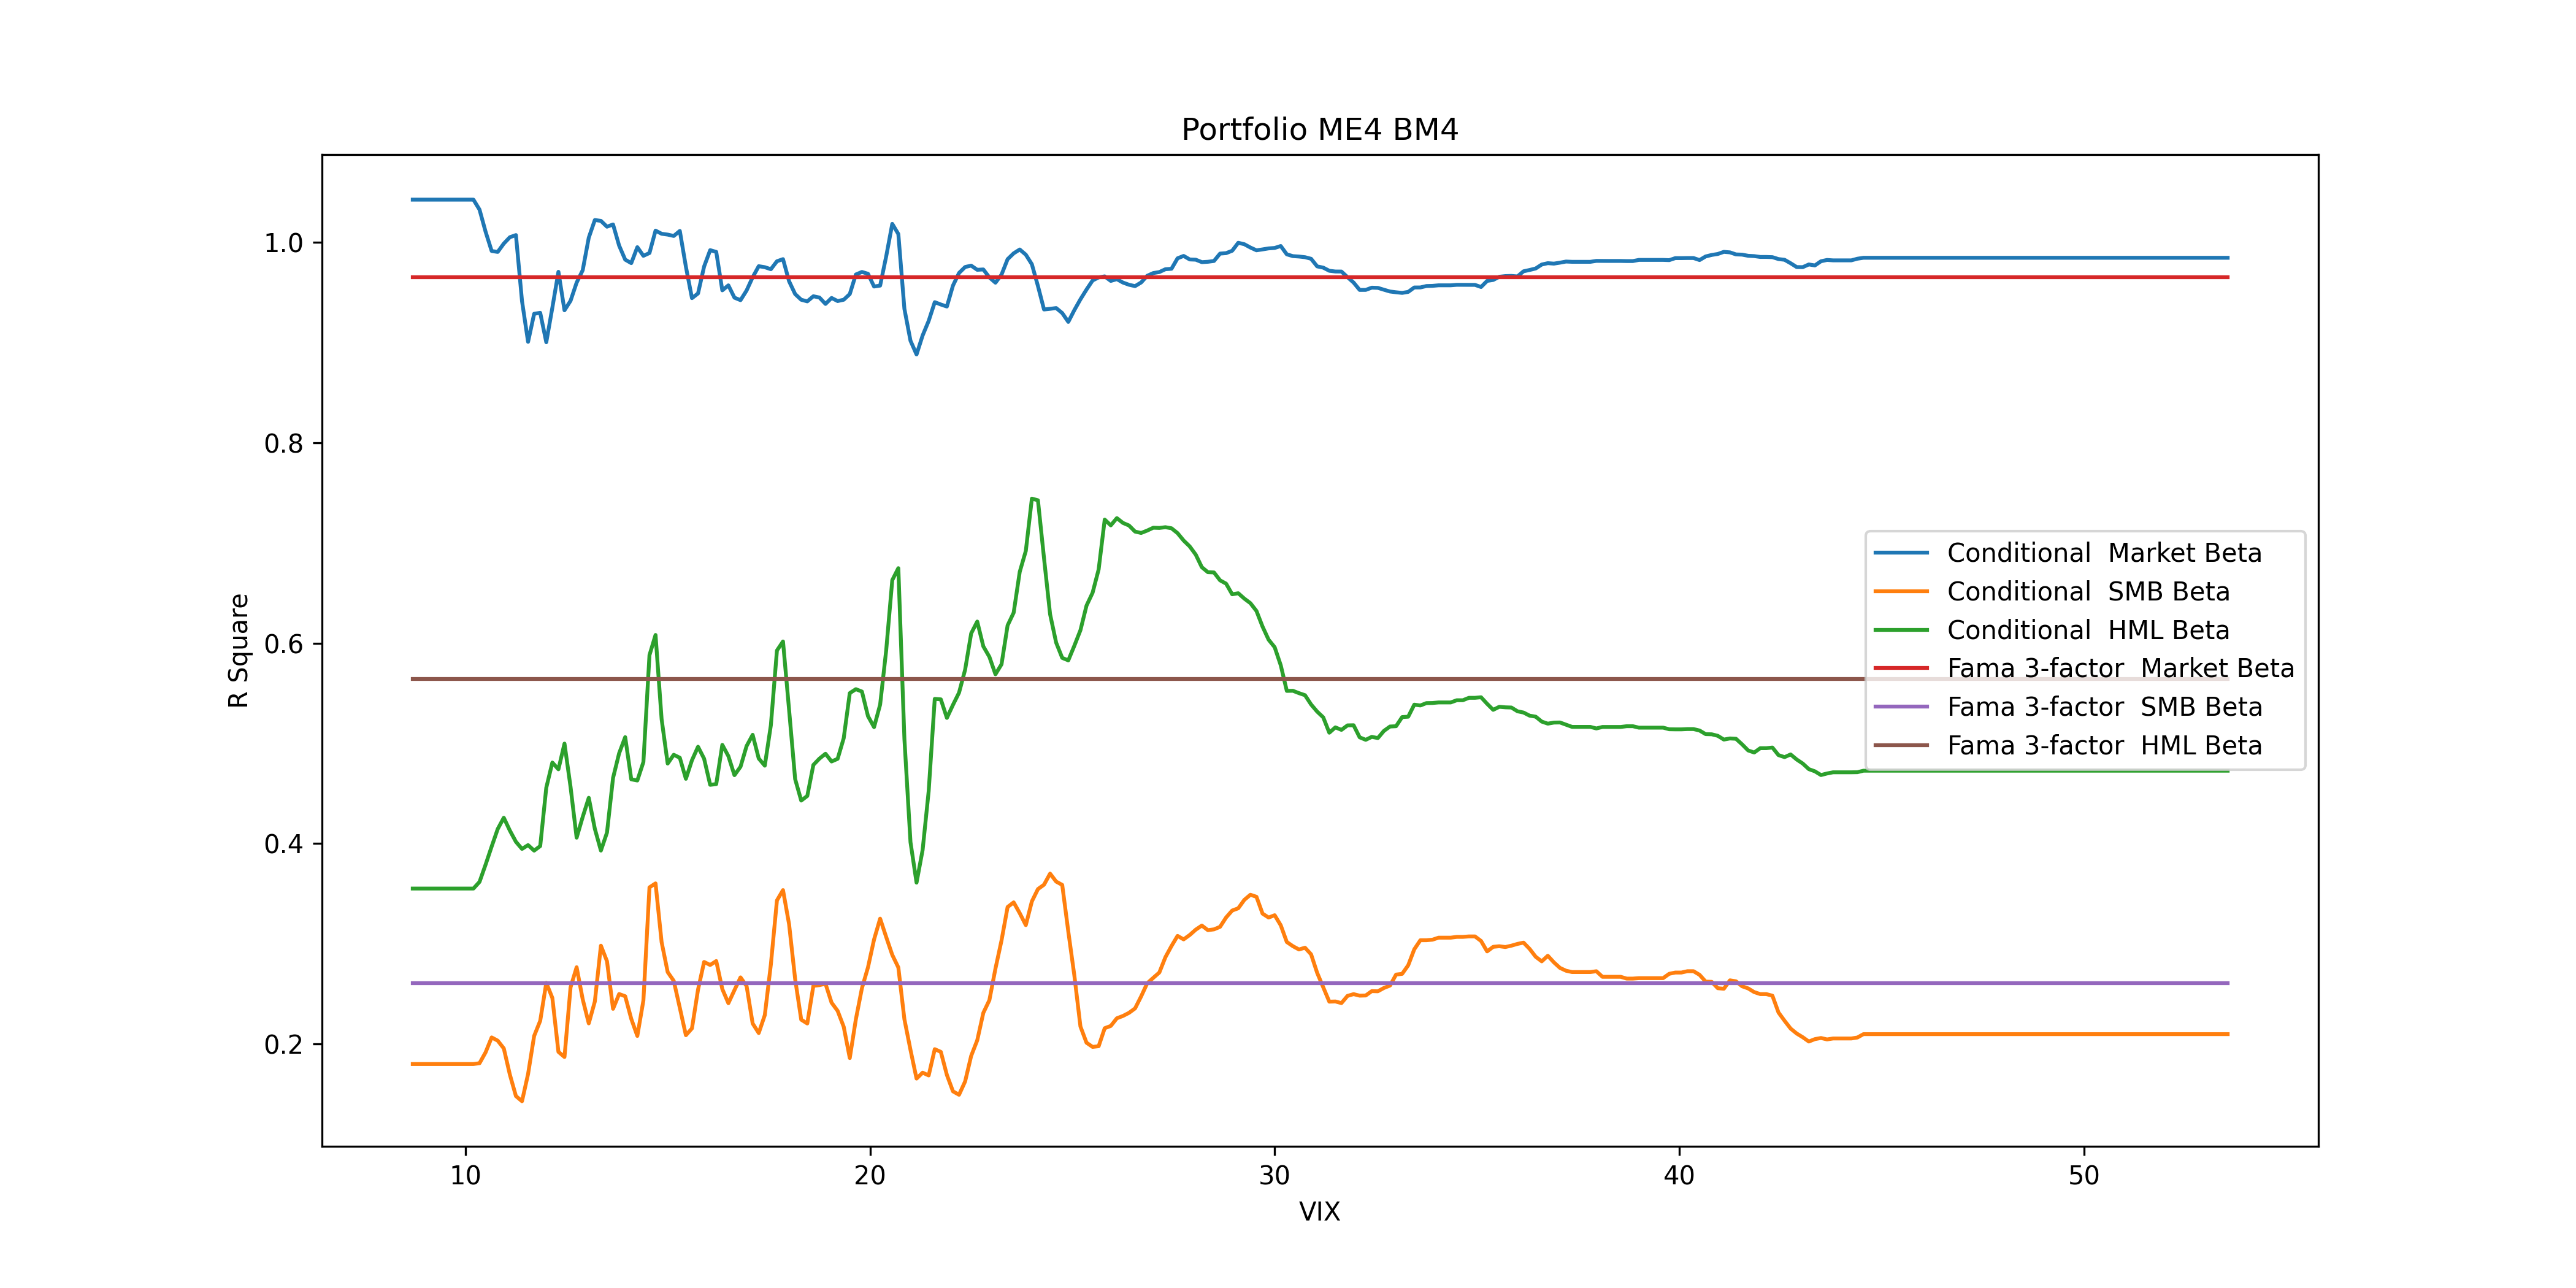 Portfolio ME4 BM4
R Square
1.0
0.8
0.6
0.4
0.2
Conditional  Market Beta
Conditional  SMB Beta
Conditional  HML Beta
Fama 3-factor  Market Beta
Fama 3-factor  SMB Beta
Fama 3-factor  HML Beta
10
20
30
40
50
VIX